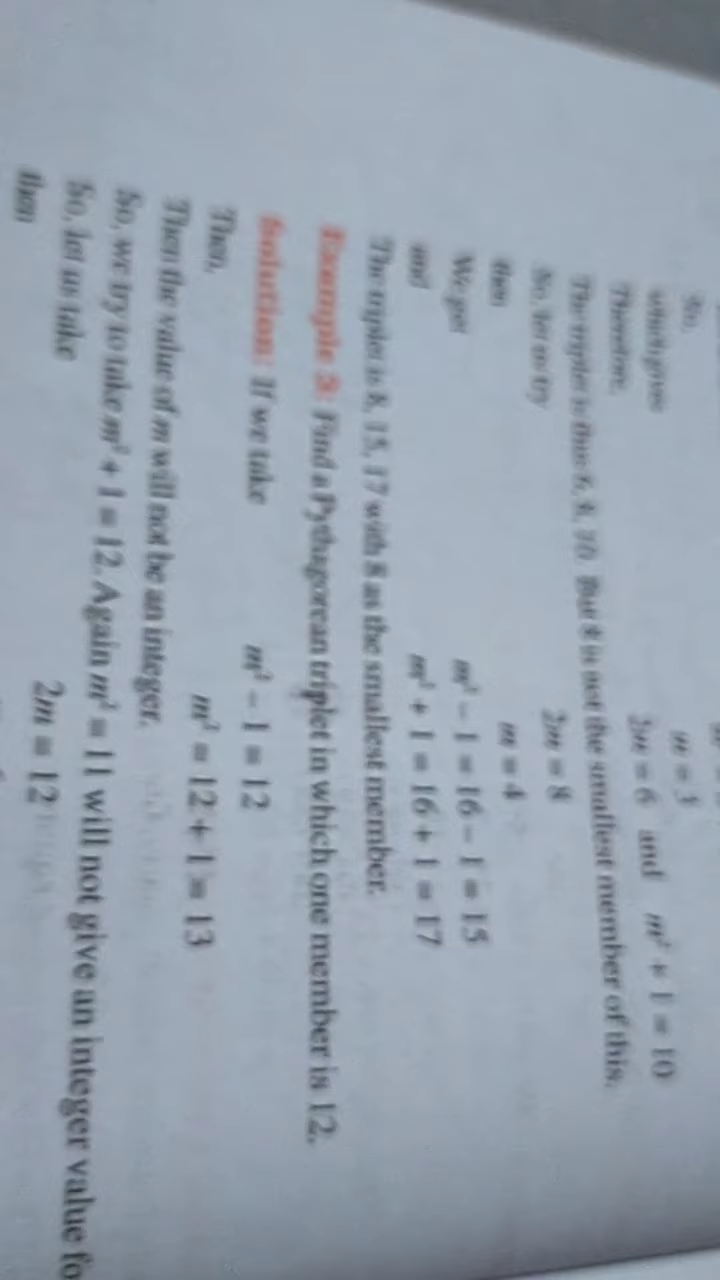 So,
m = 3
which gives
2m = 6 and m² + 1 = 10
Therefore,
The triplet is thus 6, 8, 10. But 8 is not the smallest member of this.
So, let us try
2m = 8
then
m = 4
We get
m² – 1 = 16 – 1 = 15
and
m² + 1 = 16 + 1 = 17
The triplet is 8, 15, 17 with 8 as the smallest member.
Example 3: Find a Pythagorean triplet in which one member is 12.
Solution: If we take
m² – 1 = 12
Then,
m² = 12 + 1 = 13
Then the value of m will not be an integer.
So, we try to take m² + 1 = 12. Again m² = 11 will not give an integer value fo
So, let us take
2m = 12
then